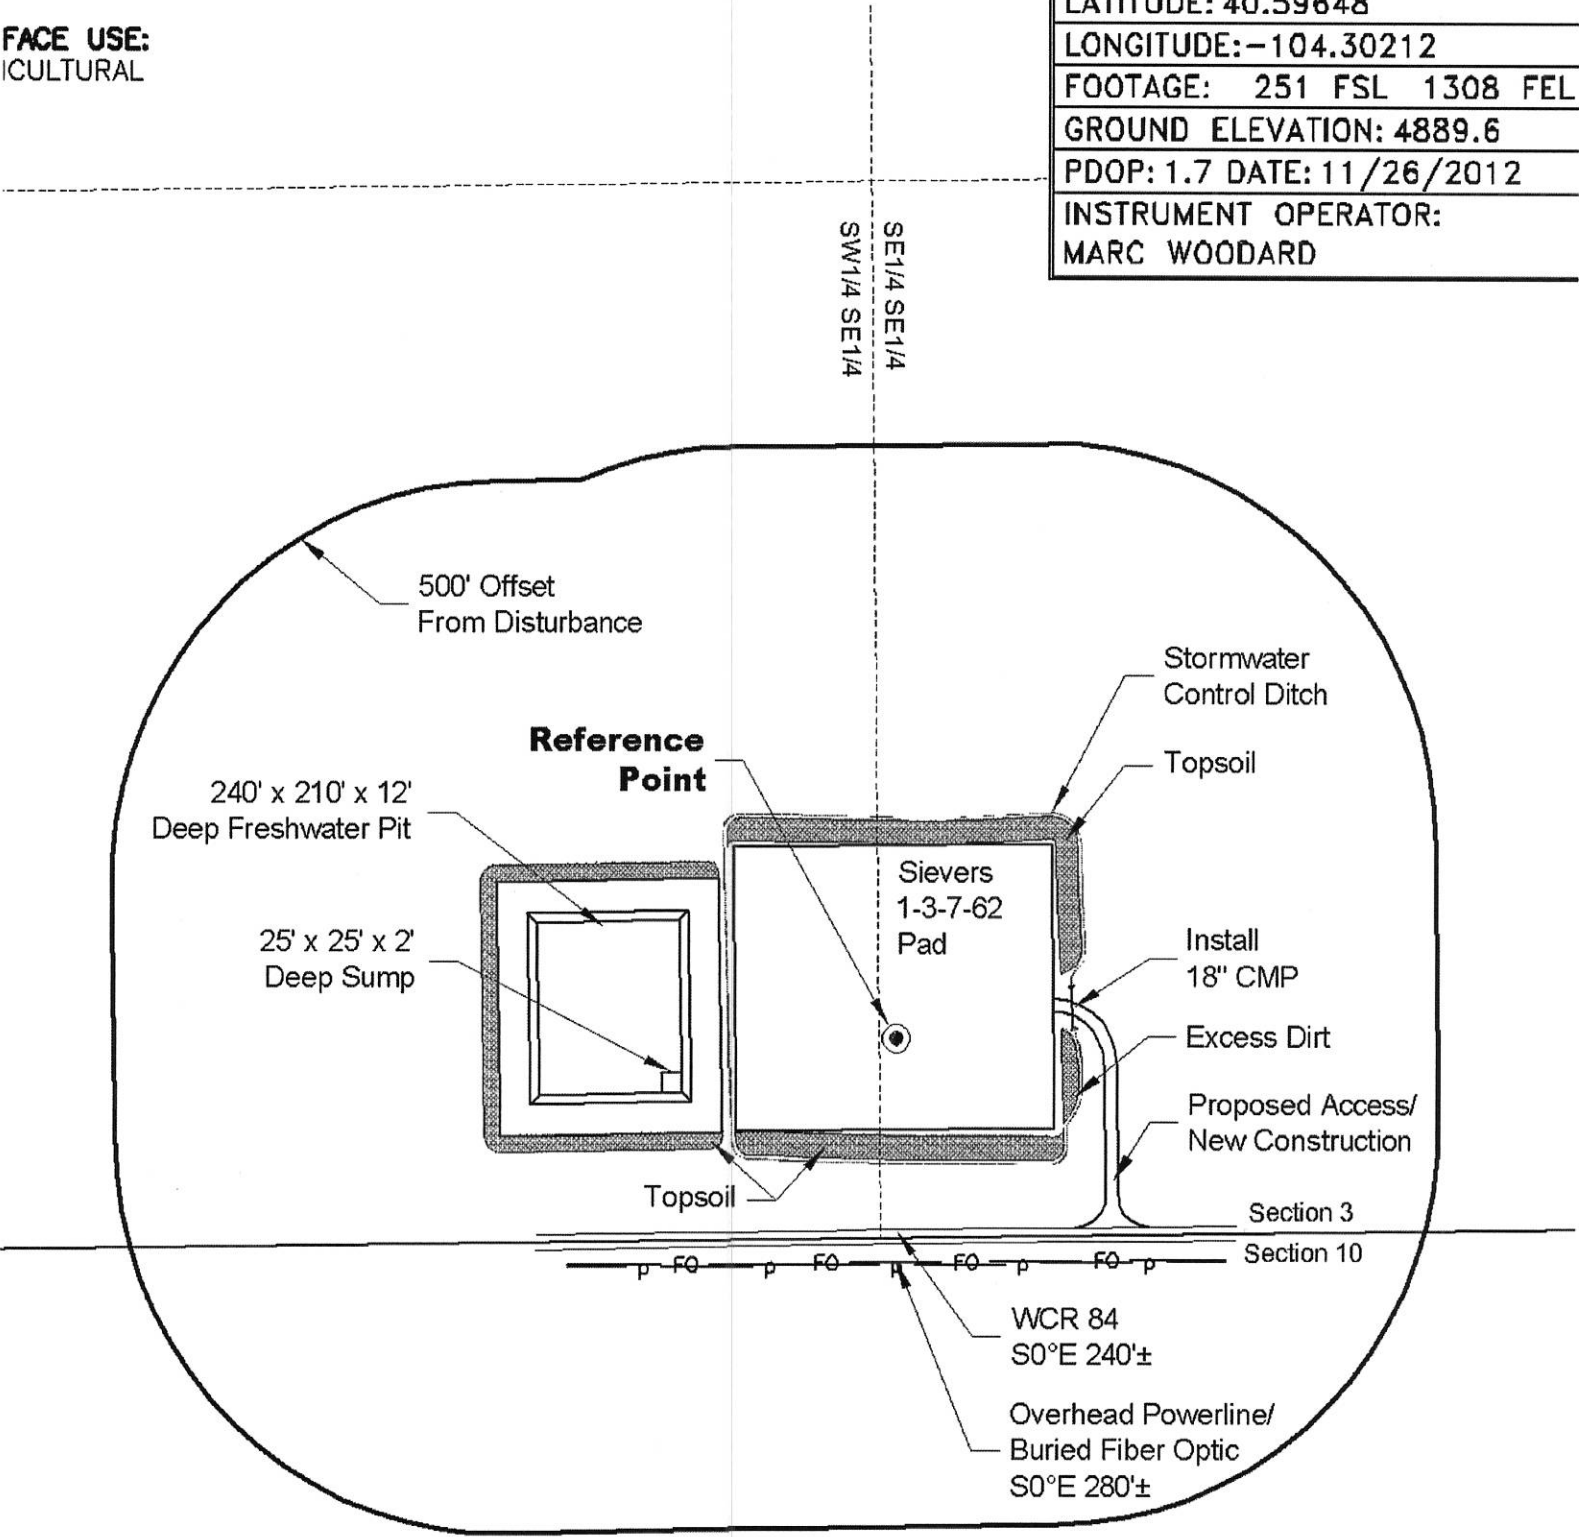 FACE USE:
ICULTURAL
LATITUDE: 40.59648
LONGITUDE:-104.30212
FOOTAGE: 251 FSL 1308 FEL
GROUND ELEVATION: 4889.6
PDOP: 1.7 DATE: 11/26/2012
INSTRUMENT OPERATOR:
MARC WOODARD
SW1/4 SE1/4
SE1/4 SE1/4
500' Offset
From Disturbance
Stormwater
Control Ditch
Reference
Point
Topsoil
240' x 210' x 12'
Deep Freshwater Pit
Sievers
1-3-7-62
Pad
25' x 25' x 2'
Deep Sump
Install
18" CMP
Excess Dirt
Proposed Access/
New Construction
Topsoil
Section 3
Section 10
P FO P FO P FO P FO P
WCR 84
S0°E 240'±
Overhead Powerline/
Buried Fiber Optic
S0°E 280'±